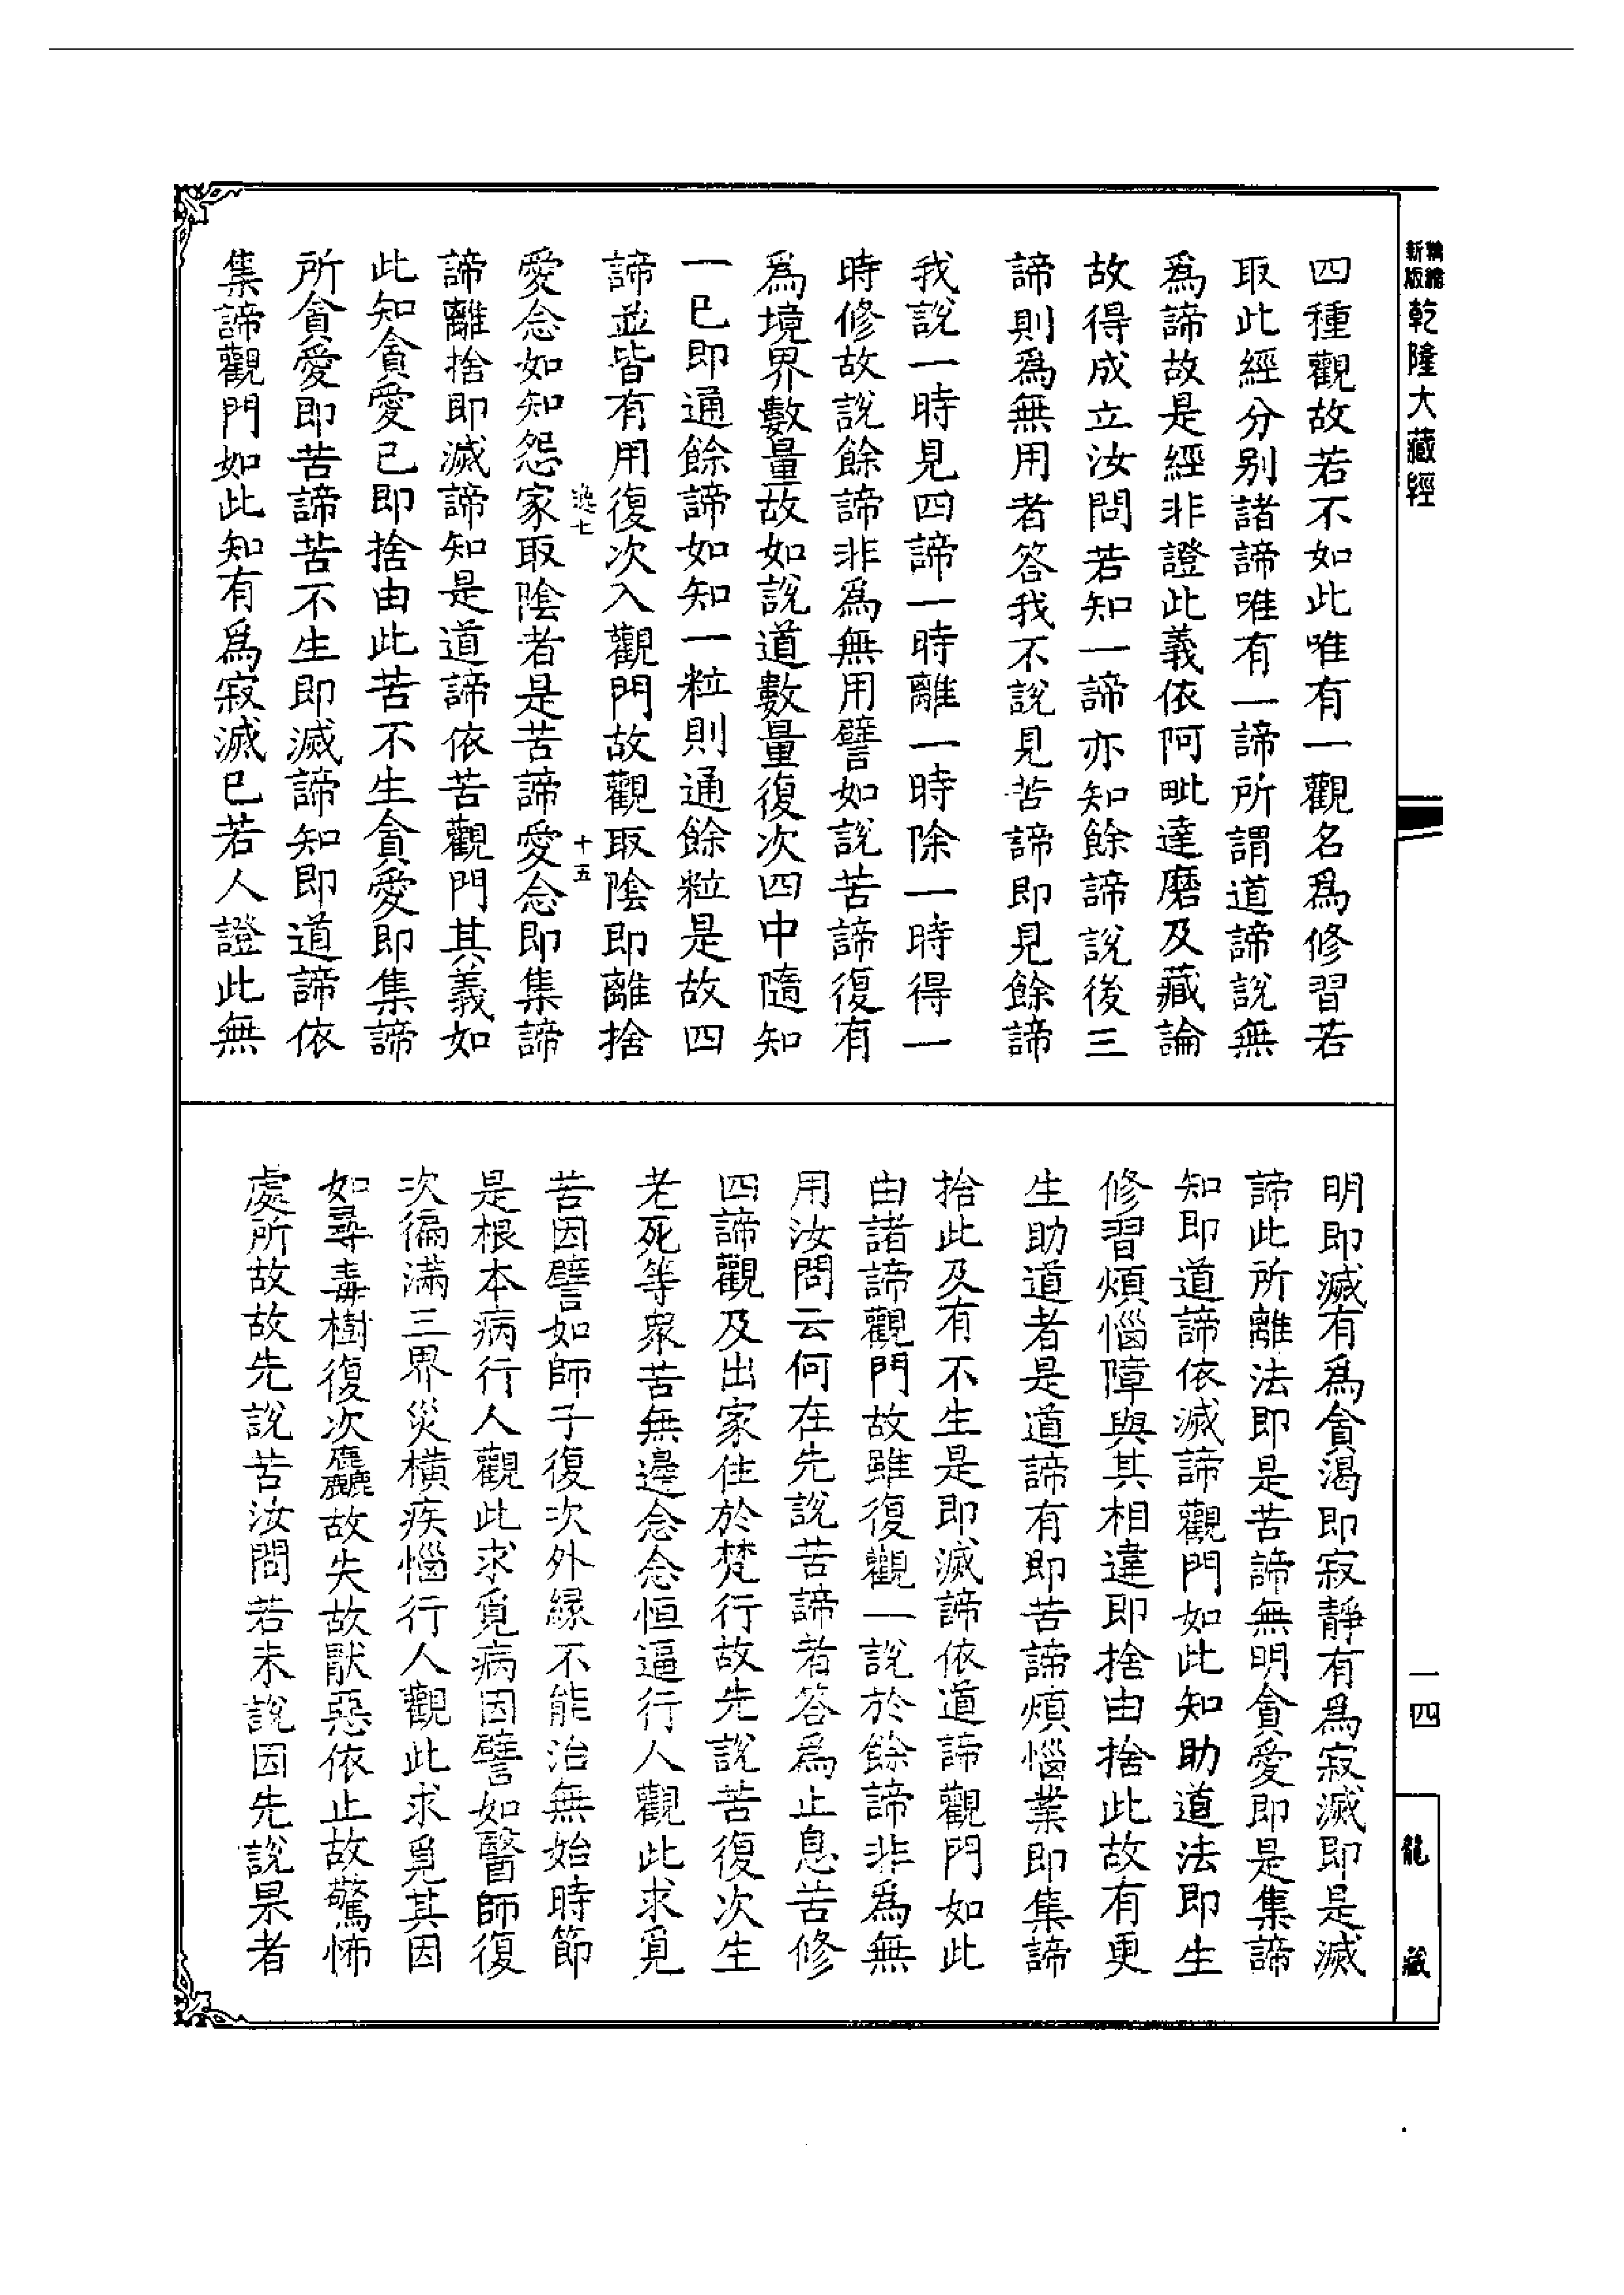 新編縮版乾隆大藏經
四種觀故若不如此唯有一觀名爲修習若
取此經分别諸諦唯有一諦所謂道諦說無
爲諦故是經非證此義依阿毗達磨及藏論
故得成立汝問若知一諦亦知餘諦說後三
諦則爲無用者答我不說見苦諦即見餘諦
我說一時見四諦一時離一時除一時得一
時修故說餘諦非爲無用譬如說苦諦復有
爲境界數量故如說道數量復次四中隨知
一已即通餘諦如知一粒則通餘粒是故四
諦並皆有用復次入觀門故觀取陰即離捨
逸七
十五
愛念如知怨家取陰者是苦諦愛念即集諦
諦離捨即滅諦知是道諦依苦觀門其義如
此知貪愛已即捨由此苦不生貪愛即集諦
所貪愛即苦諦苦不生即滅諦知即道諦依
集諦觀門如此知有爲寂滅已若人證此無
明即滅有爲貪渴即寂靜有爲寂滅即是滅
諦此所離法即是苦諦無明貪愛即是集諦
知即道諦依滅諦觀門如此知助道法即生
修習煩惱障與其相違即捨由捨此故有更
生助道者是道諦有即苦諦煩惱業即集諦
拾此及有不生是即滅諦依道諦觀門如此
由諸諦觀門故雖復觀一說於餘諦非爲無
用汝問云何在先說苦諦者答爲止息苦修
四諦觀及出家住於梵行故先說苦復次生
老死等衆苦無邊念念恒逼行人觀此求覓
苦因譬如師子復次外緣不能治無始時節
是根本病行人觀此求覓病因譬如醫師復
次徧滿三界災横疾惱行人觀此求覓其因
如尋毒樹復次麤故失故厭惡依止故驚怖
處所故故先說苦汝問若未說因先說果者
一四
龍藏